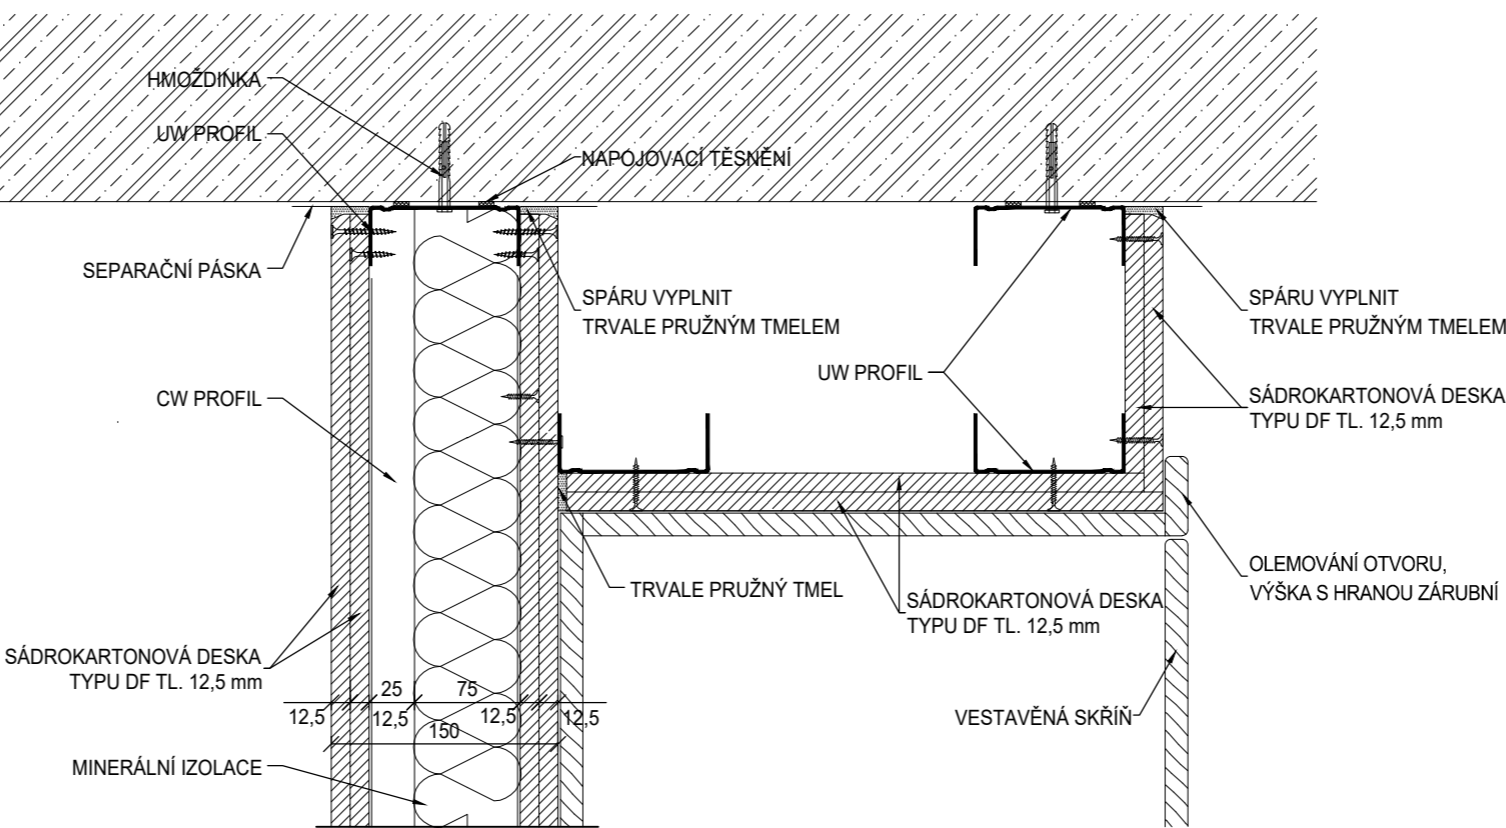 HMOŽDINKA
UW PROFIL
NAPOJOVACÍ TĚSNĚNÍ
SEPARAČNÍ PÁSKA
SPÁRU VYPLNIT
TRVALE PRUŽNÝM TMELEM
SPÁRU VYPLNIT
TRVALE PRUŽNÝM TMELEM
UW PROFIL
CW PROFIL
SÁDROKARTONOVÁ DESKA
TYPU DF TL. 12,5 mm
OLEMOVÁNÍ OTVORU,
VÝŠKA S HRANOU ZÁRUBNÍ
TRVALE PRUŽNÝ TMEL
SÁDROKARTONOVÁ DESKA
TYPU DF TL. 12,5 mm
SÁDROKARTONOVÁ DESKA
TYPU DF TL. 12,5 mm
25 75
12,5 12,5 12,5 12,5
150
VESTAVĚNÁ SKŘÍŇ
MINERÁLNÍ IZOLACE